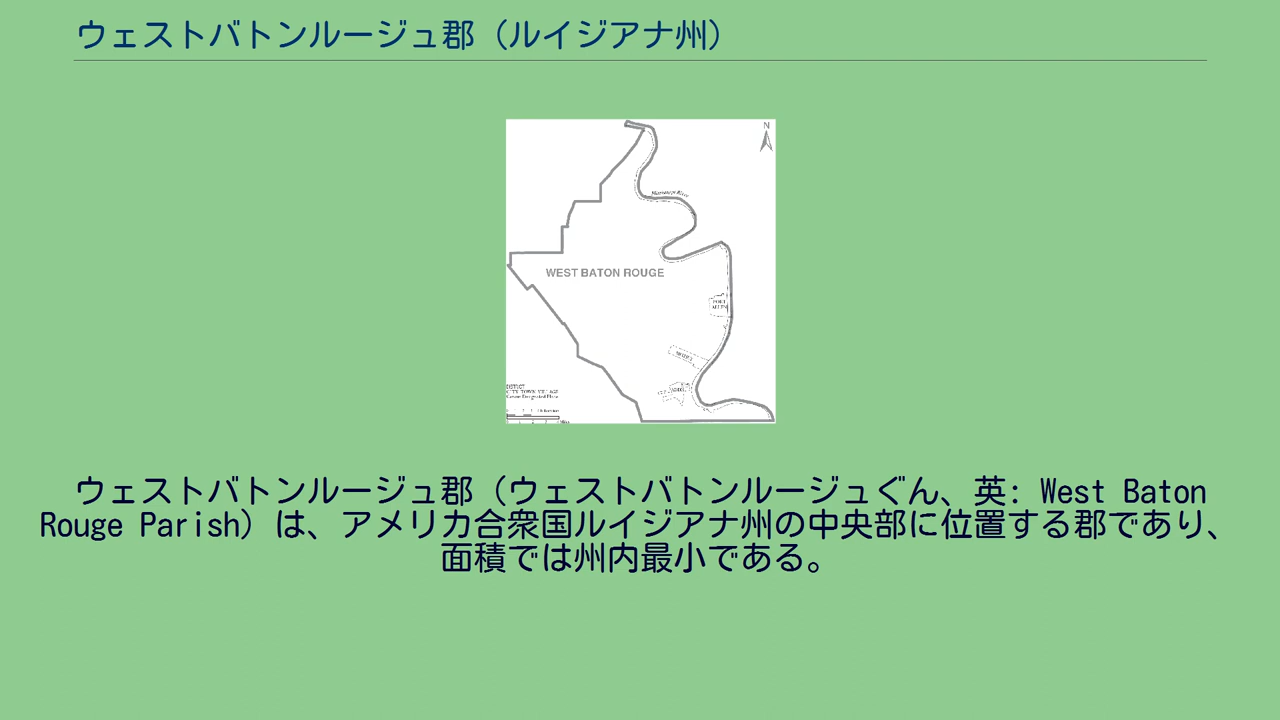 ウェストバトンルージュ郡（ルイジアナ州）
N
Mississippi River
WEST BATON ROUGE
PORT
ALLEN
ウェストバトンルージュ郡（ウェストバトンルージュぐん、英: West Baton
Rouge Parish）は、アメリカ合衆国ルイジアナ州の中央部に位置する郡であり、
面積では州内最小である。